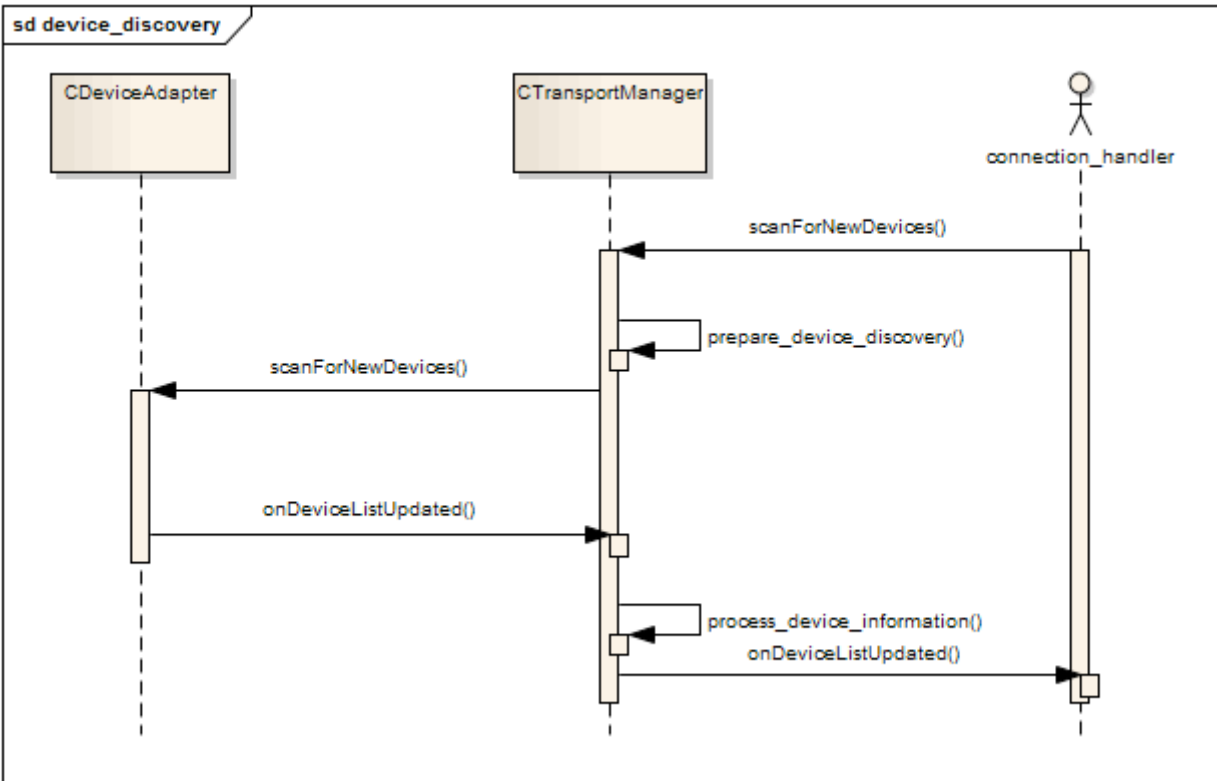 sd device_discovery
CDeviceAdapter
CTransportManager
connection_handler
scanForNewDevices()
prepare_device_discovery()
scanForNewDevices()
onDeviceListUpdated()
process_device_information()
onDeviceListUpdated()